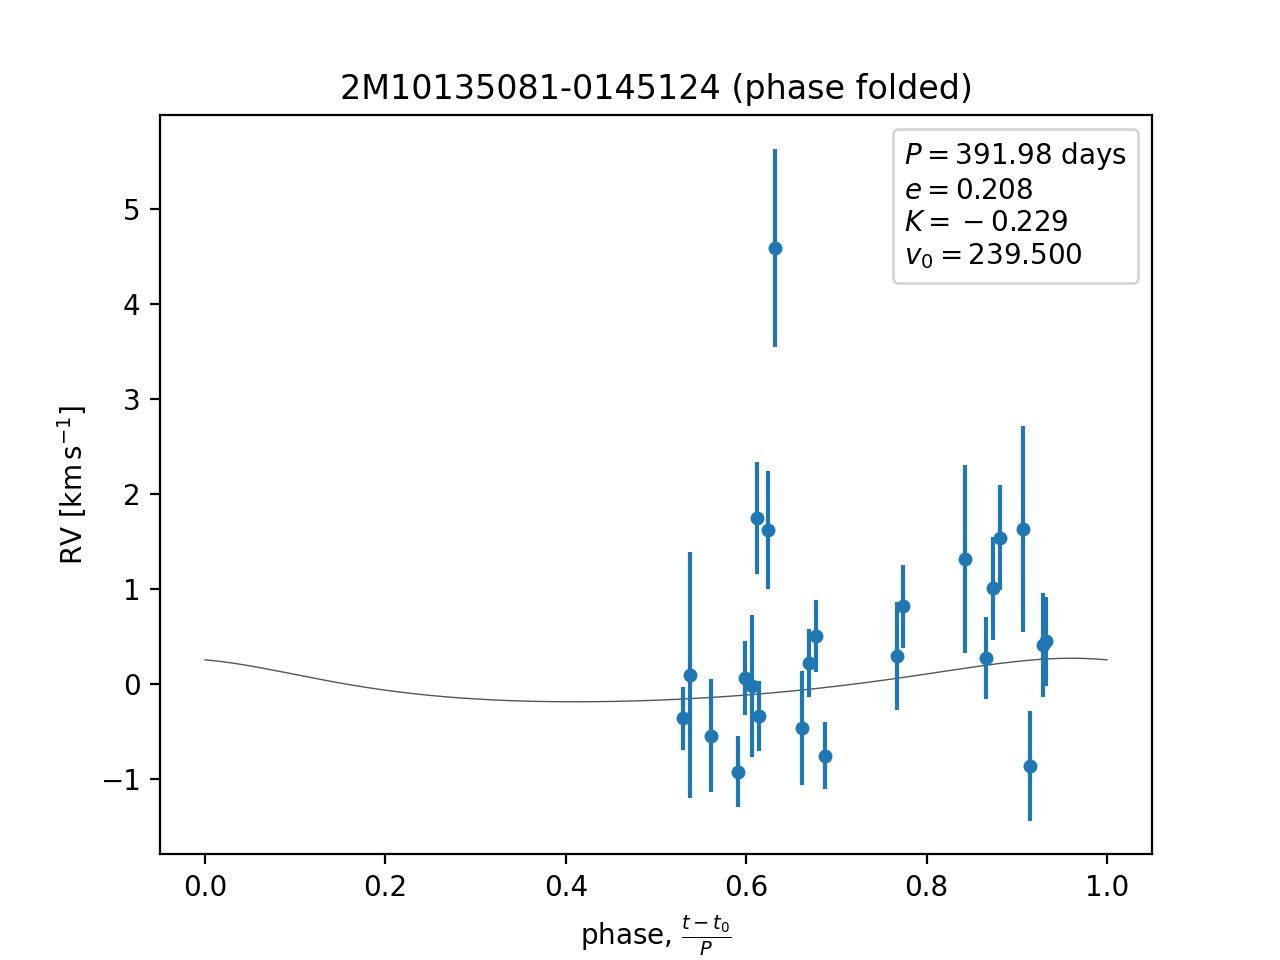 2M10135081-0145124 (phase folded)
P = 391.98 days
e = 0.208
K = −0.229
v₀ = 239.500
5
4
3
2
1
0
−1
RV [km s⁻¹]
0.0 0.2 0.4 0.6 0.8 1.0
phase, (t − t₀)/P